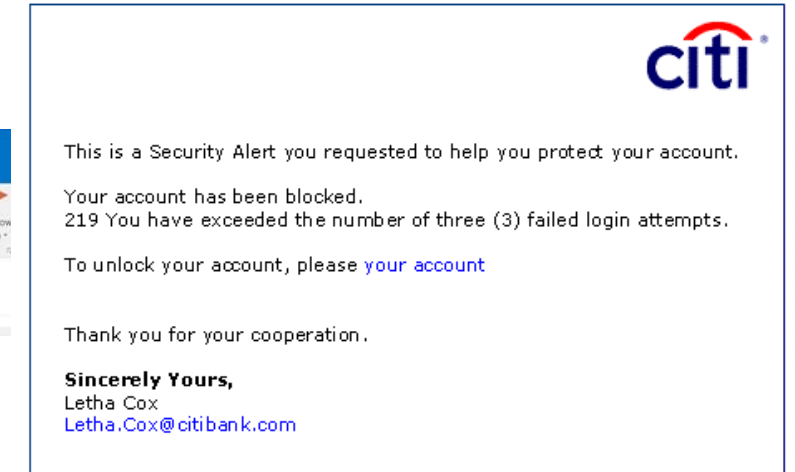 citi
This is a Security Alert you requested to help you protect your account.
Your account has been blocked.
219 You have exceeded the number of three (3) failed login attempts.
To unlock your account, please your account
Thank you for your cooperation.
Sincerely Yours,
Letha Cox
Letha.Cox@citibank.com